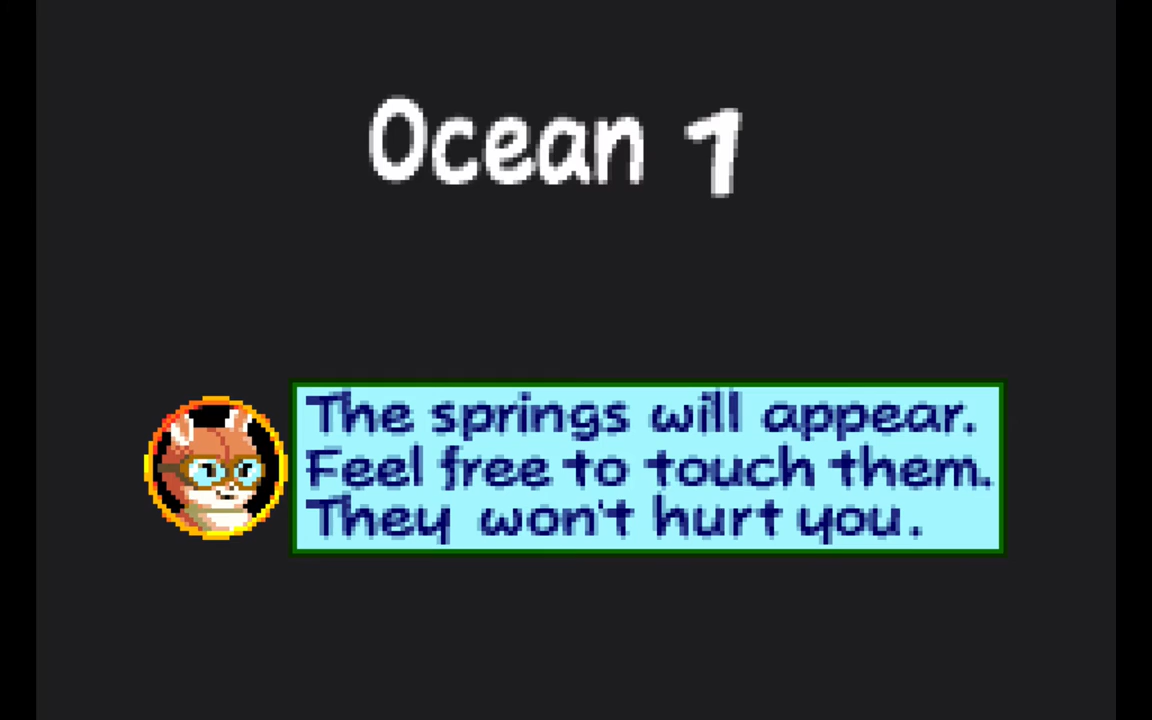 Ocean 1
The springs will appear.
Feel free to touch them.
They won't hurt you.